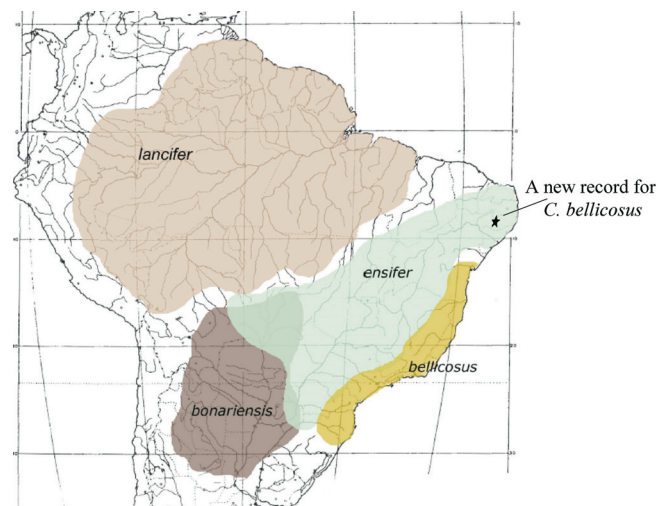 lancifer
A new record for
C. bellicosus
ensifer
bellicosus
bonariensis